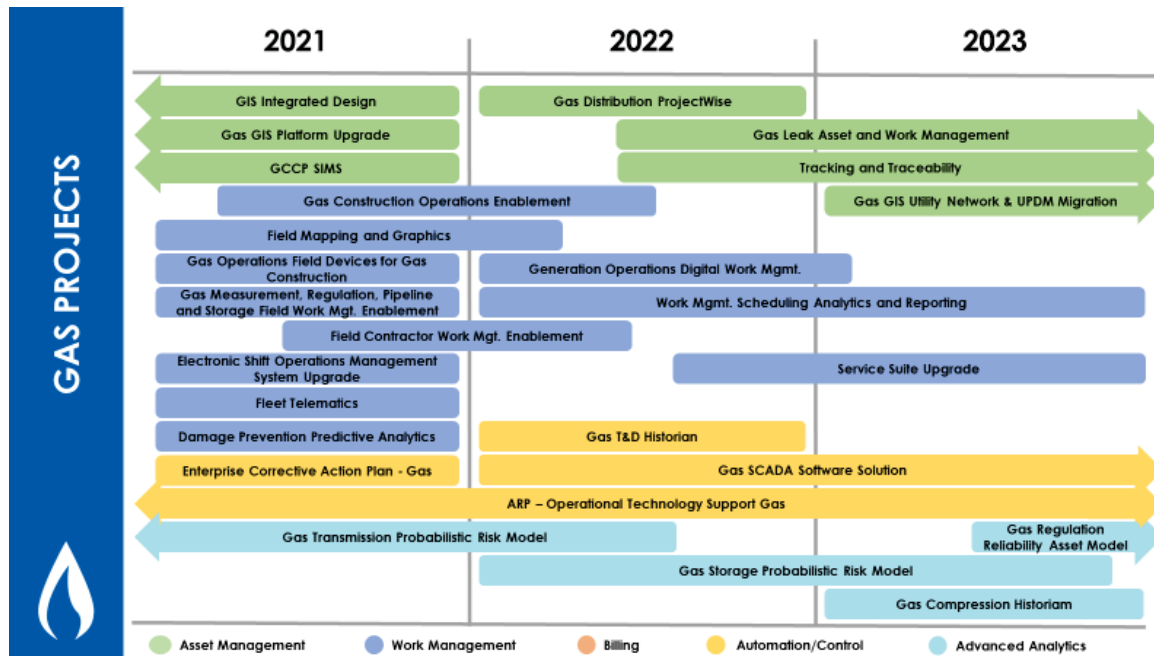 GAS PROJECTS
2021
2022
2023
GIS Integrated Design
Gas Distribution ProjectWise
Gas GIS Platform Upgrade
Gas Leak Asset and Work Management
GCCP SIMS
Tracking and Traceability
Gas Construction Operations Enablement
Gas GIS Utility Network & UPDM Migration
Field Mapping and Graphics
Gas Operations Field Devices for Gas
Construction
Generation Operations Digital Work Mgmt.
Gas Measurement, Regulation, Pipeline
and Storage Field Work Mgt. Enablement
Work Mgmt. Scheduling Analytics and Reporting
Field Contractor Work Mgt. Enablement
Electronic Shift Operations Management
System Upgrade
Service Suite Upgrade
Fleet Telematics
Damage Prevention Predictive Analytics
Gas T&D Historian
Enterprise Corrective Action Plan - Gas
Gas SCADA Software Solution
ARP – Operational Technology Support Gas
Gas Transmission Probabilistic Risk Model
Gas Regulation
Reliability Asset Model
Gas Storage Probabilistic Risk Model
Gas Compression Historiam
Asset Management
Work Management
Billing
Automation/Control
Advanced Analytics